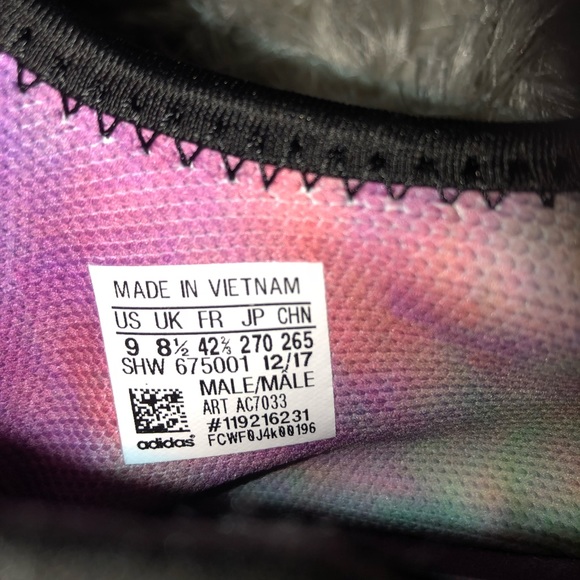 MADE IN VIETNAM
US UK FR JP CHN
9 8½ 42⅔ 270 265
SHW 675001 12/17
MALE/MÂLE
ART AC7033
#119216231
adidas FCWF0J4k00196